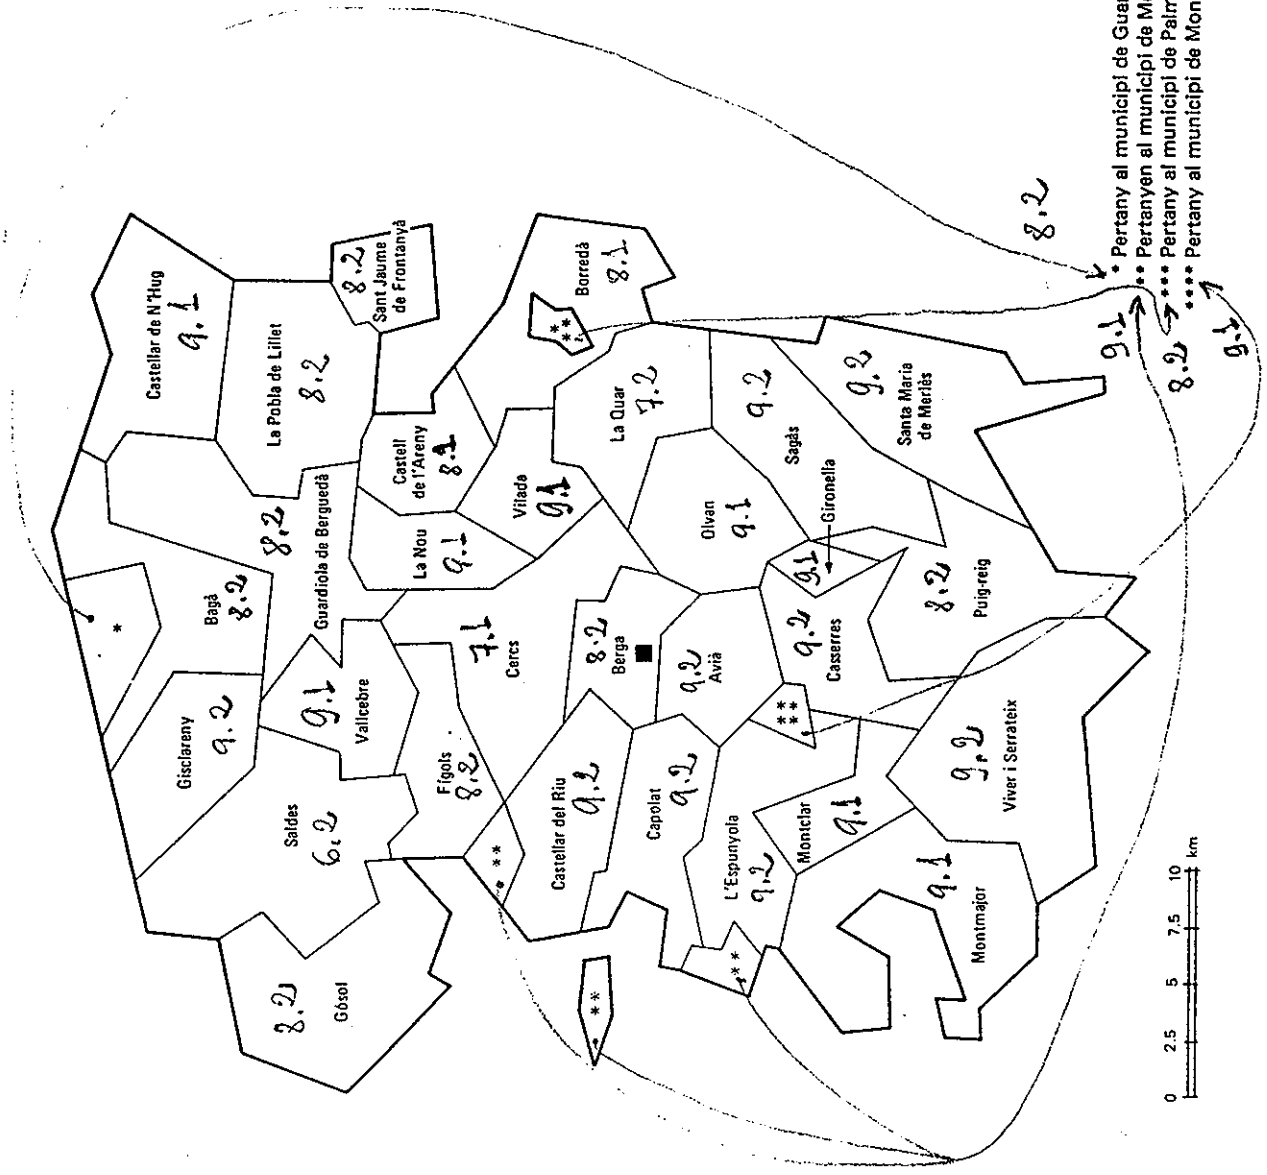 Castellar de N'Hug
9.1
La Pobla de Lillet
8.2
8.2
Sant Jaume
de Frontanyà
*
Bagà
8.2
Guardiola de Berguedà
8.2
Gisclareny
9.2
Castell
de l'Areny
8.1
Borredà
8.1
***
La Nou
9.1
Vilada
9.1
La Quar
7.2
Vallcebre
9.1
Saldes
6.2
Gósol
8.2
Fígols
8.2
Cercs
7.1
8.2
Berga
Olvan
9.1
Sagàs
9.2
9.2
Santa Maria
de Merlès
Gironella
9.1
9.2
Avià
9.2
Casserres
8.2
Puig-reig
**
Castellar del Riu
9.2
Capolat
9.2
****
**
L'Espunyola
9.2
**
Montclar
9.1
9.2
Viver i Serrateix
9.1
Montmajor
0 2.5 5 7.5 10 km
8.2
9.1
8.2
9.1
* Pertany al municipi de Guar
** Pertanyen al municipi de M
*** Pertany al municipi de Palm
**** Pertany al municipi de Mon